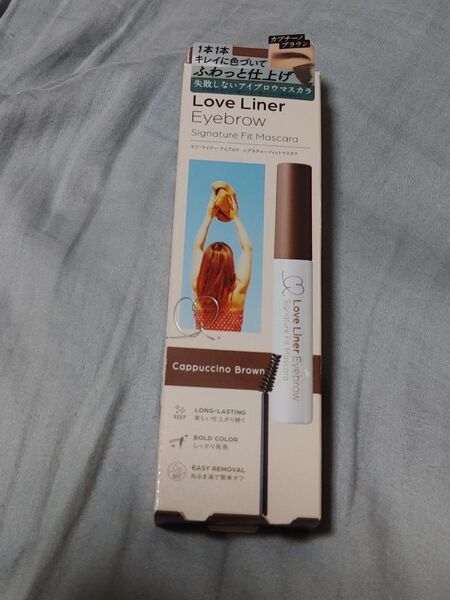 カプチーノ
ブラウン
1本1本
キレイに色づいて
ふわっと仕上げ
失敗しないアイブロウマスカラ
Love Liner
Eyebrow
Signature Fit Mascara
ラブ・ライナー アイブロウ シグネチャーフィットマスカラ
Love Liner Eyebrow
Signature Fit Mascara
Cappuccino Brown
KEEP
LONG-LASTING
美しい仕上がり続く
BOLD COLOR
しっかり発色
OFF
EASY REMOVAL
ぬるま湯で簡単オフ